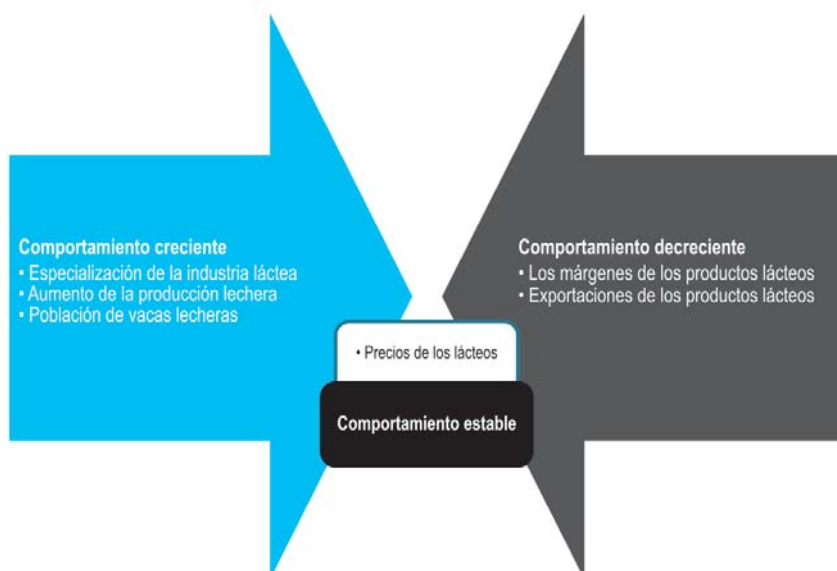 Comportamiento creciente
• Especialización de la industria láctea
• Aumento de la producción lechera
• Población de vacas lecheras
Comportamiento decreciente
• Los márgenes de los productos lácteos
• Exportaciones de los productos lácteos
• Precios de los lácteos
Comportamiento estable